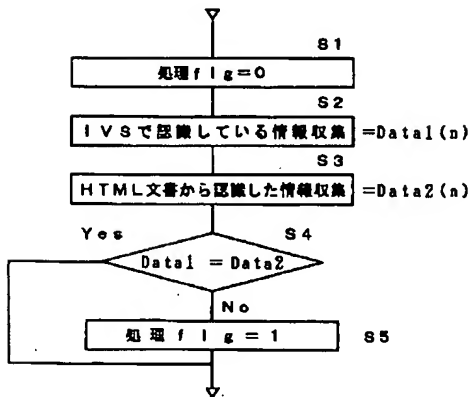 S1
処理flg=0
S2
IVSで認識している情報収集 =Data1(n)
S3
HTML文書から認識した情報収集 =Data2(n)
Yes S4
Data1 = Data2
No
処理flg=1 S5